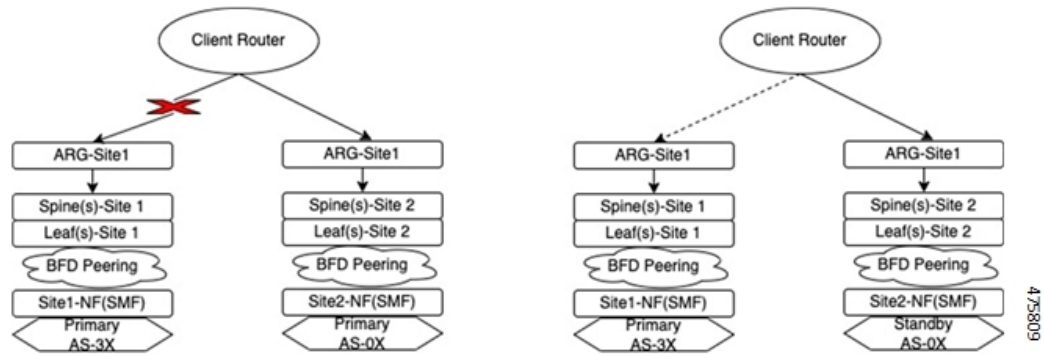 Client Router
Client Router
ARG-Site1
ARG-Site1
ARG-Site1
ARG-Site1
Spine(s)-Site 1
Spine(s)-Site 2
Spine(s)-Site 1
Spine(s)-Site 2
Leaf(s)-Site 1
Leaf(s)-Site 2
Leaf(s)-Site 1
Leaf(s)-Site 2
BFD Peering
BFD Peering
BFD Peering
BFD Peering
Site1-NF(SMF)
Site2-NF(SMF)
Site1-NF(SMF)
Site2-NF(SMF)
Primary
Primary
Primary
Standby
AS-3X
AS-0X
AS-3X
AS-0X
475809